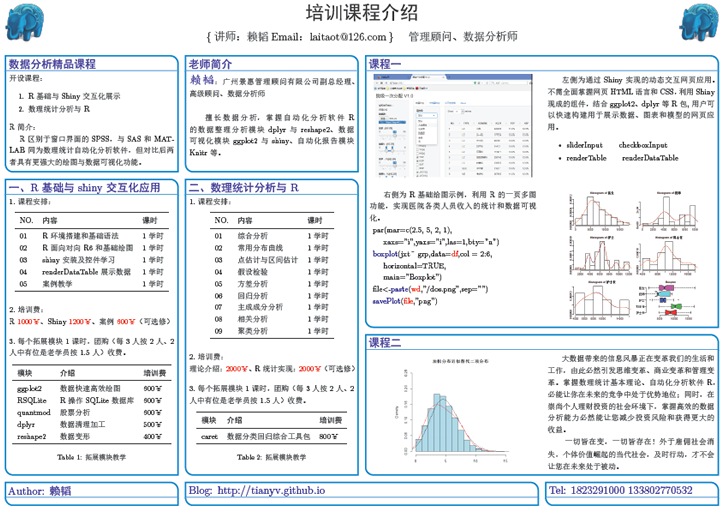 培训课程介绍
{ 讲师：赖韬 Email：laitaot@126.com }  管理顾问、数据分析师
数据分析精品课程
开设课程：
1. R 基础与 Shiny 交互化展示
2. 数理统计分析与 R
R 简介：
R 区别于窗口界面的 SPSS，与 SAS 和 MAT-
LAB 同为数理统计自动化分析软件，但对比后两
者具有更强大的绘图与数据可视化功能。
老师简介
赖韬：广州景惠管理顾问有限公司副总经理、
高级顾问、数据分析师
擅长数据分析，掌握自动化分析软件 R
的数据整理分析模块 dplyr 与 reshape2、数据
可视化模块 ggplot2 与 shiny、自动化报告模块
Knitr 等。
一、R 基础与 shiny 交互化应用
1. 课程安排：
NO. 内容 课时
01 R 环境搭建和基础语法 1 学时
02 R 面向对向 R6 和基础绘图 1 学时
03 shiny 安装及控件学习 1 学时
04 renderDataTable 展示数据 1 学时
05 案例教学 1 学时
2. 培训费：
R 1000￥、Shiny 1200￥、案例 600￥（可选修）
3. 每个拓展模块 1 课时，团购（每 3 人按 2 人、2
人中有位是老学员按 1.5 人）收费。
模块 介绍 培训费
ggplot2 数据快速高效绘图 600￥
RSQLite R 操作 SQLite 数据库 600￥
quantmod 股票分析 600￥
dplyr 数据清理加工 500￥
reshape2 数据变形 400￥
Table 1: 拓展模块教学
二、数理统计分析与 R
1. 课程安排：
NO. 内容 课时
01 综合分析 1 学时
02 常用分布曲线 1 学时
03 点估计与区间估计 1 学时
04 假设检验 1 学时
05 方差分析 1 学时
06 回归分析 1 学时
07 主成成分分析 1 学时
08 相关分析 1 学时
09 聚类分析 1 学时
2. 培训费：
理论介绍：2000￥、R 统计实现：2000￥（可选修）
3. 每个拓展模块 1 课时，团购（每 3 人按 2 人、2
人中有位是老学员按 1.5 人）收费。
模块 介绍 培训费
caret 数据分类回归综合工具包 800￥
Table 2: 拓展模块教学
课程一
左侧为通过 Shiny 实现的动态交互网页应用，
不需全面掌握网页 HTML 语言和 CSS，利用 Shiny
现成的组件，结合 ggplot2、dplyr 等 R 包，用户可
以快速构建用于展示数据、图表和模型的网页应
用。
• sliderInput checkboxInput
• renderTable renderDataTable
右侧为 R 基础绘图示例，利用 R 的一页多图
功能，实现医院各类人员收入的统计和数据可视
化。
par(mar=c(2.5, 5, 2, 1),
xaxs="i",yaxs="i",las=1,bty="n")
boxplot(jxt~grp,data=df,col = 2:6,
horizontal=TRUE,
main="Boxplot")
file<-paste(wd,"/dos.png",sep="")
savePlot(file,"png")
课程二
大数据带来的信息风暴正在变革我们的生活和
工作，由此必然引发思维变革、商业变革和管理变
革。掌握数理统计基本理论、自动化分析软件 R，
必能让你在未来的竞争中处于优势地位；同时，在
崇尚个人理财投资的社会环境下，掌握高效的数据
分析能力必然能让您减少投资风险和获得更大的
收益。
一切皆在变，一切皆存在！外于雇佣社会消
失，个体价值崛起的当代社会，及时行动，才不会
让您在未来处于被动。
Author: 赖韬
Blog: http://tianyv.github.io
Tel: 1823291000 133802770532